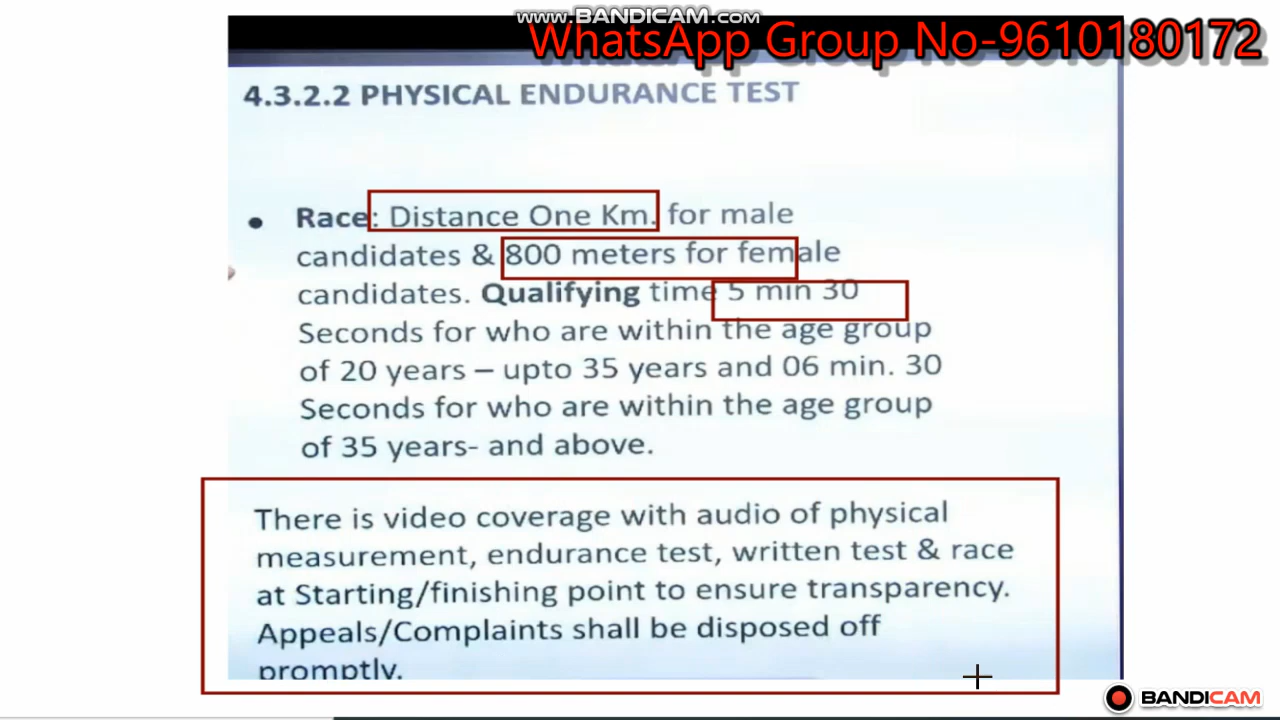 www.BANDICAM.com
WhatsApp Group No-9610180172
4.3.2.2 PHYSICAL ENDURANCE TEST
• Race: Distance One Km. for male
candidates & 800 meters for female
candidates. Qualifying time 5 min 30
Seconds for who are within the age group
of 20 years – upto 35 years and 06 min. 30
Seconds for who are within the age group
of 35 years- and above.
There is video coverage with audio of physical
measurement, endurance test, written test & race
at Starting/finishing point to ensure transparency.
Appeals/Complaints shall be disposed off
promptly.
BANDICAM